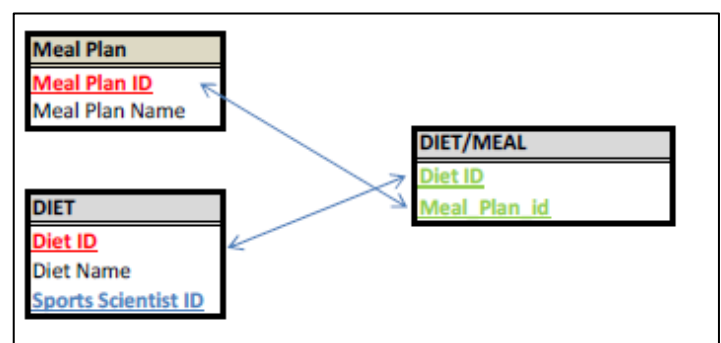 Meal Plan
Meal Plan ID
Meal Plan Name
DIET/MEAL
Diet ID
Meal_Plan_id
DIET
Diet ID
Diet Name
Sports Scientist ID